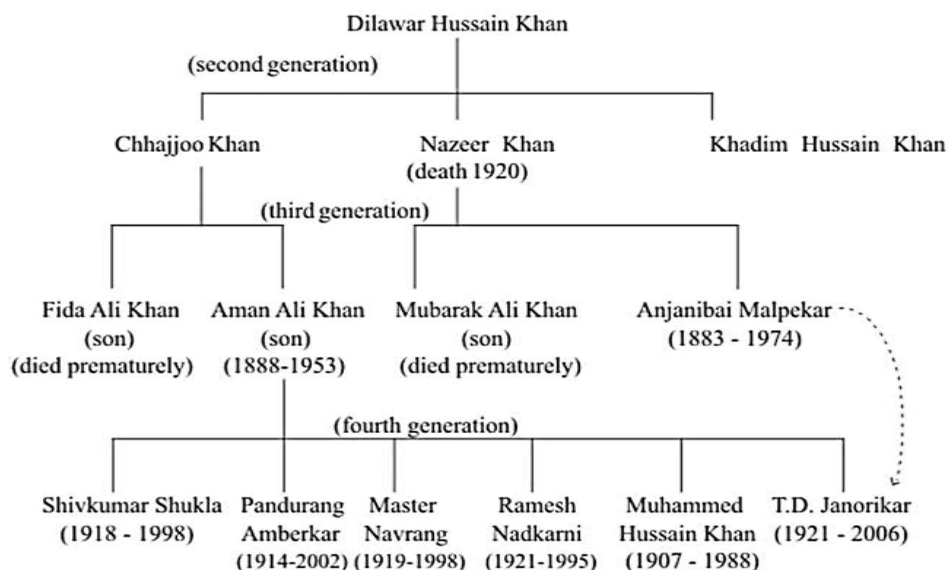 Dilawar Hussain Khan
(second generation)
Chhajjoo Khan
Nazeer Khan
(death 1920)
Khadim Hussain Khan
(third generation)
Fida Ali Khan
(son)
(died prematurely)
Aman Ali Khan
(son)
(1888-1953)
Mubarak Ali Khan
(son)
(died prematurely)
Anjanibai Malpekar
(1883 - 1974)
(fourth generation)
Shivkumar Shukla
(1918 - 1998)
Pandurang
Amberkar
(1914-2002)
Master
Navrang
(1919-1998)
Ramesh
Nadkarni
(1921-1995)
Muhammed
Hussain Khan
(1907 - 1988)
T.D. Janorikar
(1921 - 2006)